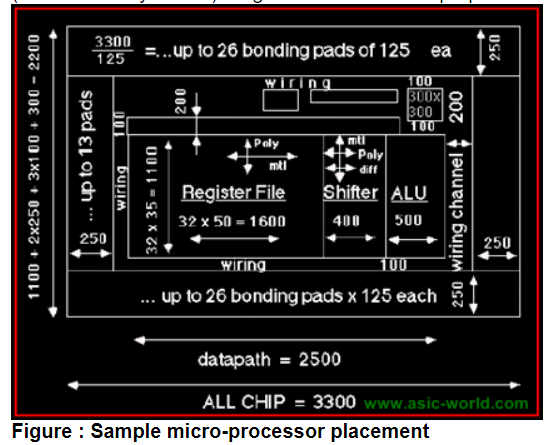 3300
125
=...up to 26 bonding pads of 125 ea
250
1100 + 2x250 + 3x100 + 300 = 2200
... up to 13 pads
250
wiring
100
wiring
200
100
300x
300
100
200
wiring channel
250
Poly
mtl
mtl
Poly
diff
Register File
Shifter
ALU
32 x 35 = 1100
32 x 50 = 1600
400
500
wiring
100
... up to 26 bonding pads x 125 each
250
datapath = 2500
ALL CHIP = 3300
www.asic-world.com
Figure : Sample micro-processor placement